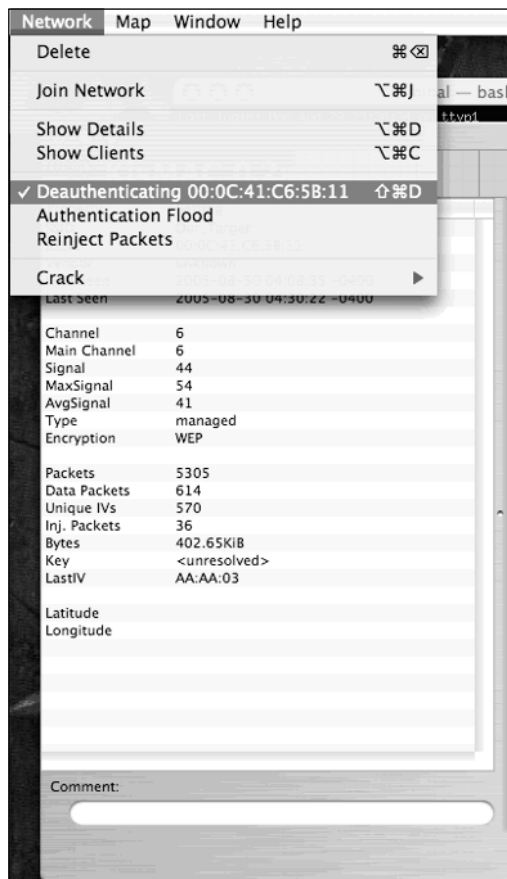 Network Map Window Help
Delete ⌘⌫
Join Network ⌥⌘J
al — bas
Show Details ⌥⌘D
ttyp1
Show Clients ⌥⌘C
✓ Deauthenticating 00:0C:41:C6:5B:11 ⇧⌘D
Authentication Flood
Reinject Packets
Crack ▶
Last Seen 2005-08-30 04:30:22 -0400
Channel 6
Main Channel 6
Signal 44
MaxSignal 54
AvgSignal 41
Type managed
Encryption WEP
Packets 5305
Data Packets 614
Unique IVs 570
Inj. Packets 36
Bytes 402.65KiB
Key <unresolved>
LastIV AA:AA:03
Latitude
Longitude
Comment: